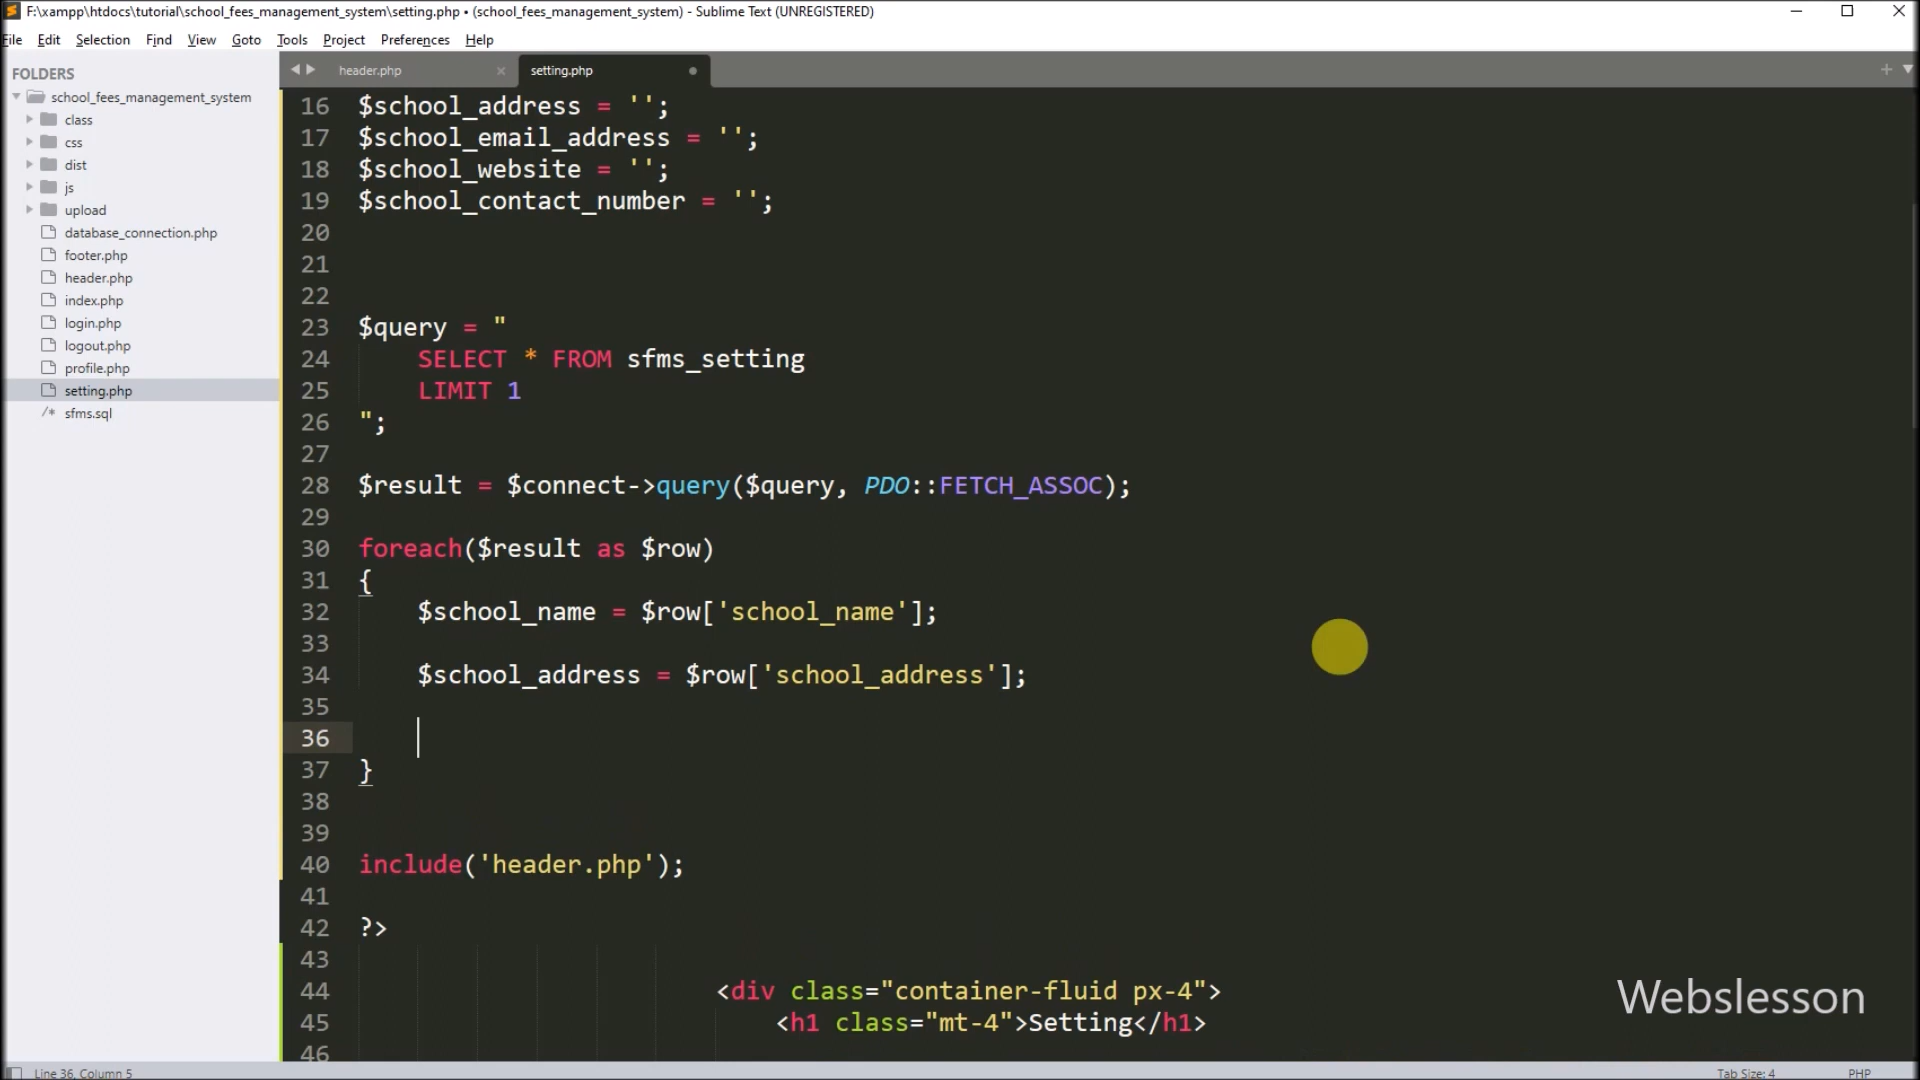 F:\xampp\htdocs\tutorial\school_fees_management_system\setting.php • (school_fees_management_system) - Sublime Text (UNREGISTERED)
File Edit Selection Find View Goto Tools Project Preferences Help
FOLDERS
school_fees_management_system
class
css
dist
js
upload
database_connection.php
footer.php
header.php
index.php
login.php
logout.php
profile.php
setting.php
/* sfms.sql
header.php × setting.php
16 $school_address = '';
17 $school_email_address = '';
18 $school_website = '';
19 $school_contact_number = '';
20
21
22
23 $query = "
24     SELECT * FROM sfms_setting
25     LIMIT 1
26 ";
27
28 $result = $connect->query($query, PDO::FETCH_ASSOC);
29
30 foreach($result as $row)
31 {
32     $school_name = $row['school_name'];
33
34     $school_address = $row['school_address'];
35
36
37 }
38
39
40 include('header.php');
41
42 ?>
43
44 <div class="container-fluid px-4">
45 <h1 class="mt-4">Setting</h1>
46
Webslesson
Line 36, Column 5
Tab Size: 4 PHP